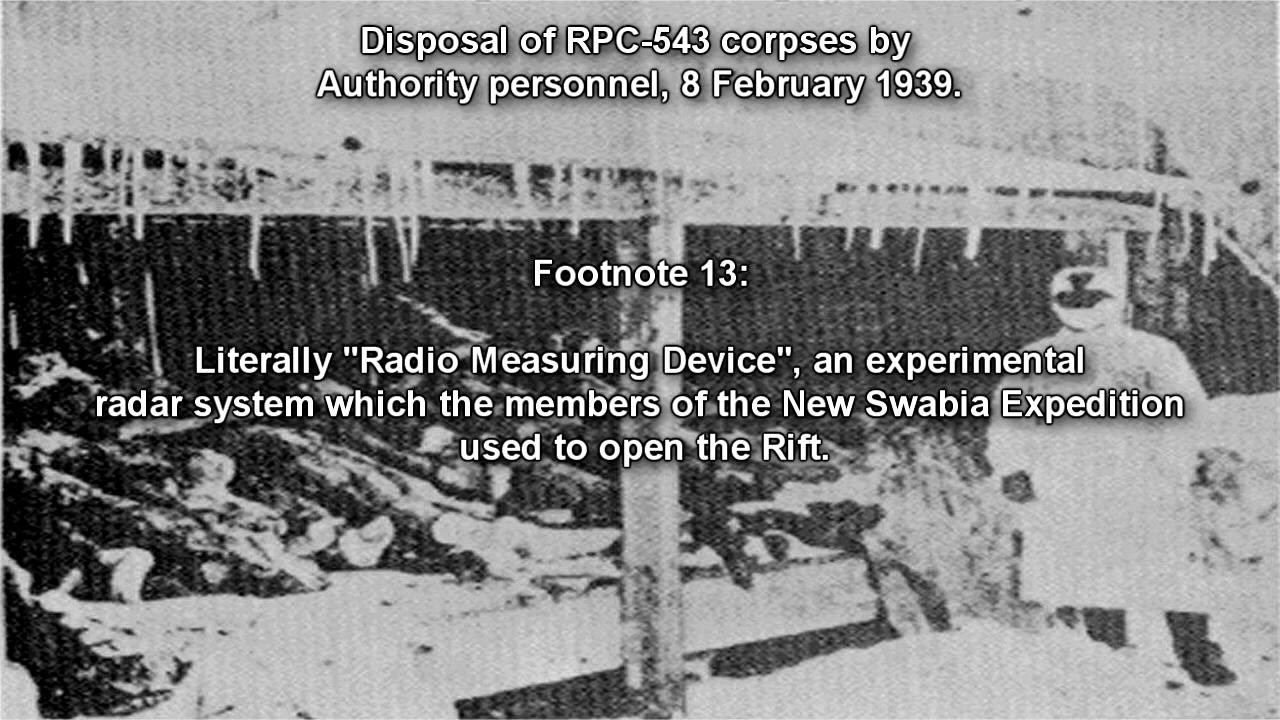 Disposal of RPC-543 corpses by
Authority personnel, 8 February 1939.
Footnote 13:
Literally "Radio Measuring Device", an experimental
radar system which the members of the New Swabia Expedition
used to open the Rift.